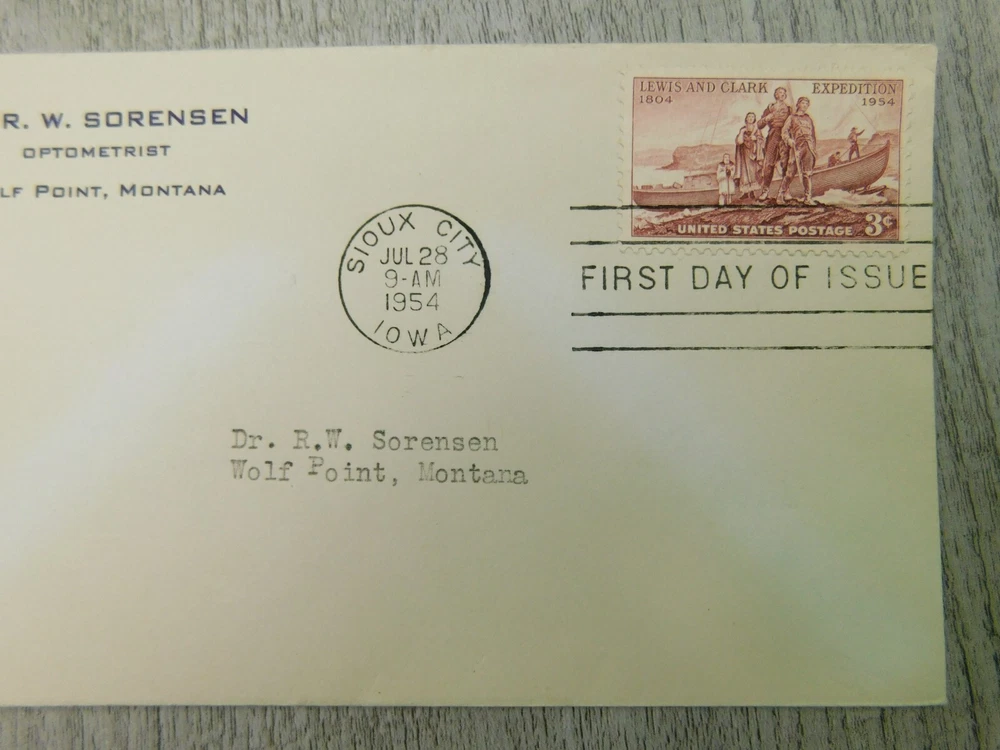 R. W. SORENSEN
OPTOMETRIST
LF POINT, MONTANA
LEWIS AND CLARK EXPEDITION
1804 1954
UNITED STATES POSTAGE 3¢
SIOUX CITY
JUL 28
9-AM
1954
IOWA
FIRST DAY OF ISSUE
Dr. R.W. Sorensen
Wolf Point, Montana